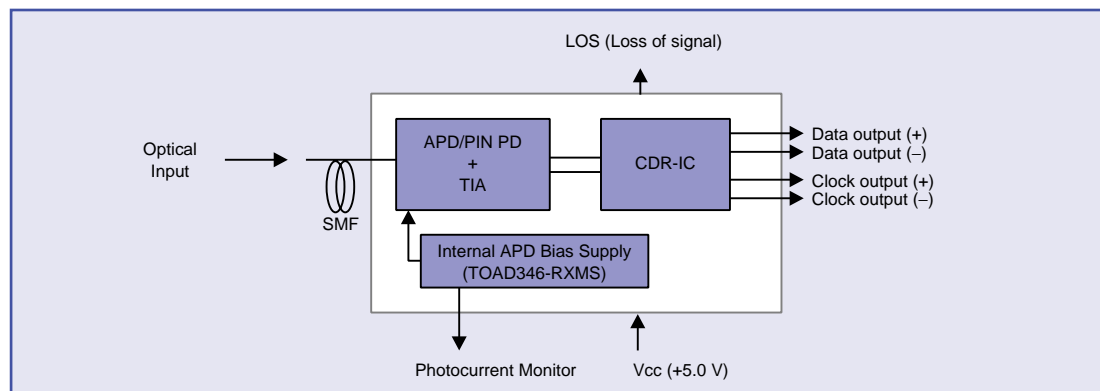 LOS (Loss of signal)
Optical
Input
SMF
APD/PIN PD
+
TIA
CDR-IC
Data output (+)
Data output (−)
Clock output (+)
Clock output (−)
Internal APD Bias Supply
(TOAD346-RXMS)
Photocurrent Monitor
Vcc (+5.0 V)